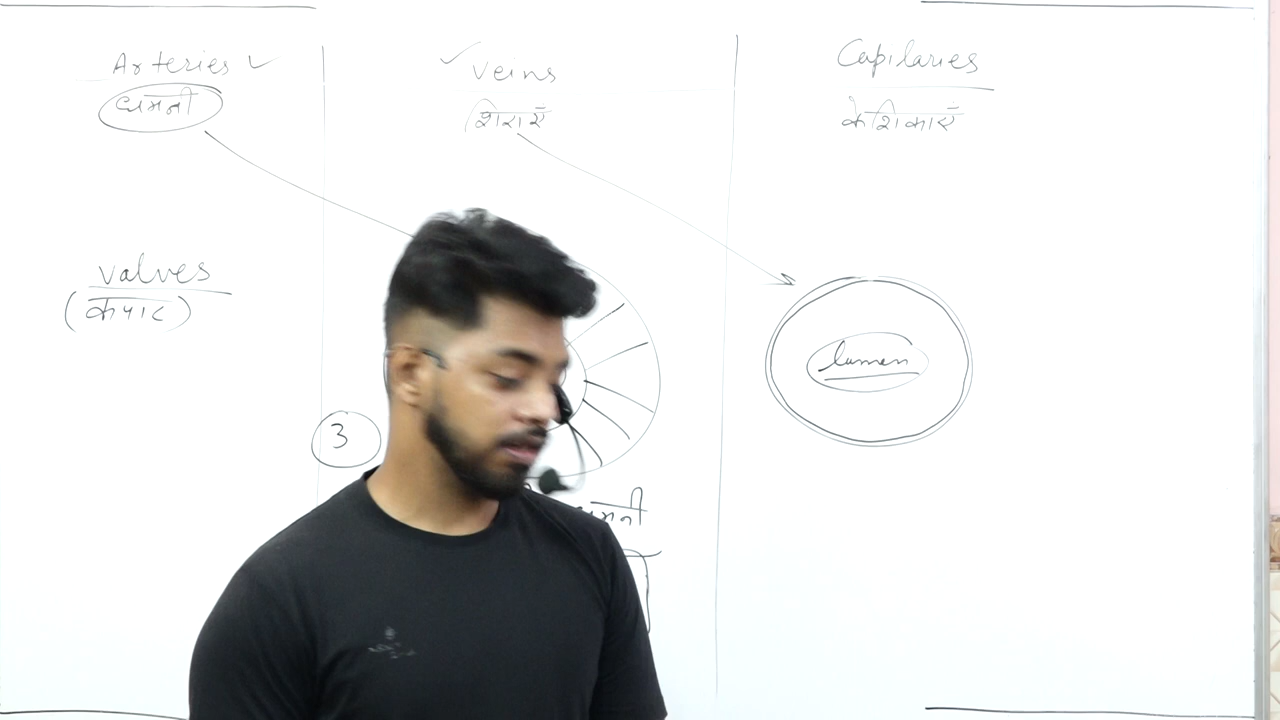 Arteries ✓
धमनी
✓ Veins
शिराएँ
Capilaries
केशिकाएँ
valves
(कपाट)
3
lumen